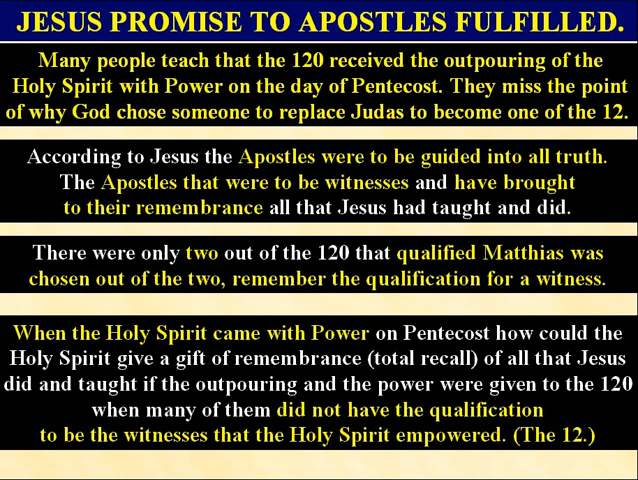 JESUS PROMISE TO APOSTLES FULFILLED.
Many people teach that the 120 received the outpouring of the
Holy Spirit with Power on the day of Pentecost. They miss the point
of why God chose someone to replace Judas to become one of the 12.
According to Jesus the Apostles were to be guided into all truth.
The Apostles that were to be witnesses and have brought
to their remembrance all that Jesus had taught and did.
There were only two out of the 120 that qualified Matthias was
chosen out of the two, remember the qualification for a witness.
When the Holy Spirit came with Power on Pentecost how could the
Holy Spirit give a gift of remembrance (total recall) of all that Jesus
did and taught if the outpouring and the power were given to the 120
when many of them did not have the qualification
to be the witnesses that the Holy Spirit empowered. (The 12.)